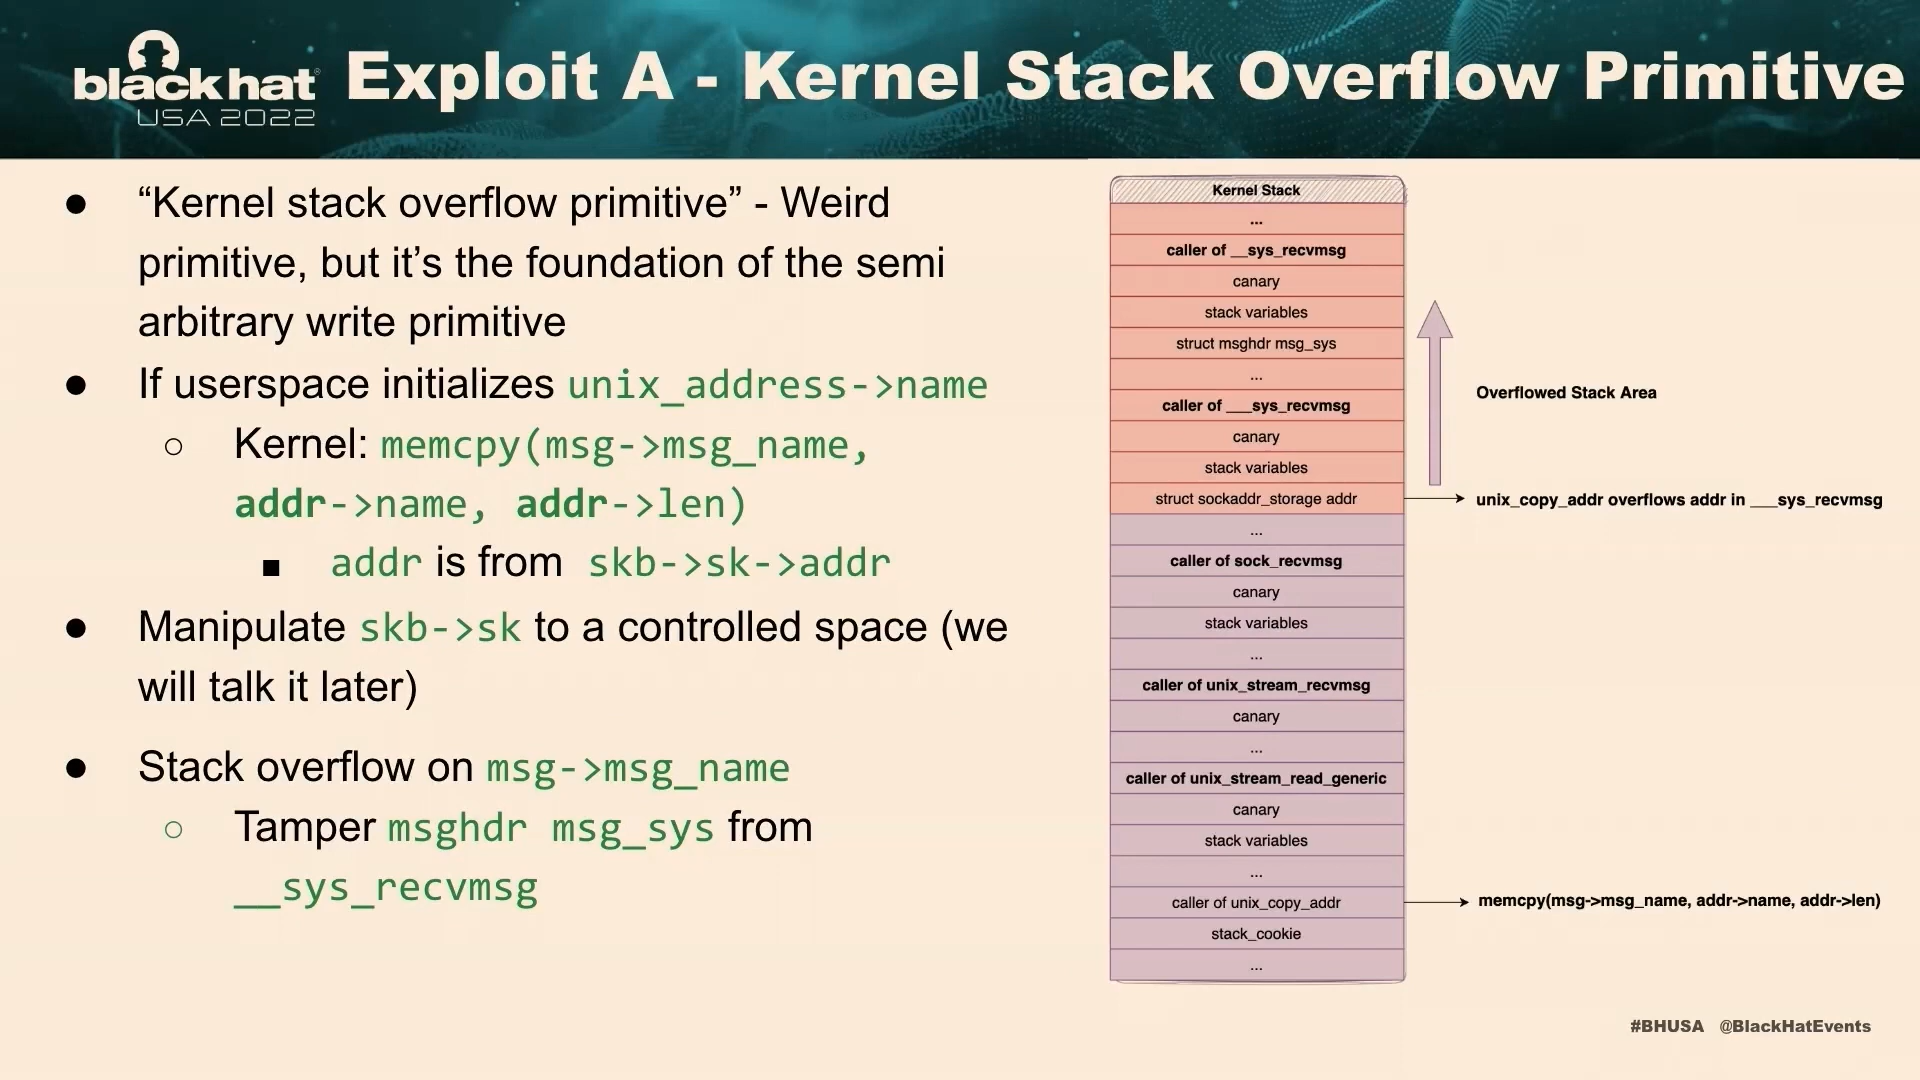 blackhat
USA 2022
Exploit A - Kernel Stack Overflow Primitive
● “Kernel stack overflow primitive” - Weird
primitive, but it’s the foundation of the semi
arbitrary write primitive
● If userspace initializes unix_address->name
○ Kernel: memcpy(msg->msg_name,
addr->name, addr->len)
■ addr is from skb->sk->addr
● Manipulate skb->sk to a controlled space (we
will talk it later)
● Stack overflow on msg->msg_name
○ Tamper msghdr msg_sys from
__sys_recvmsg
Kernel Stack
...
caller of __sys_recvmsg
canary
stack variables
struct msghdr msg_sys
...
caller of ___sys_recvmsg
canary
stack variables
struct sockaddr_storage addr
...
caller of sock_recvmsg
canary
stack variables
...
caller of unix_stream_recvmsg
canary
...
caller of unix_stream_read_generic
canary
stack variables
...
caller of unix_copy_addr
stack_cookie
...
Overflowed Stack Area
unix_copy_addr overflows addr in ___sys_recvmsg
memcpy(msg->msg_name, addr->name, addr->len)
#BHUSA @BlackHatEvents